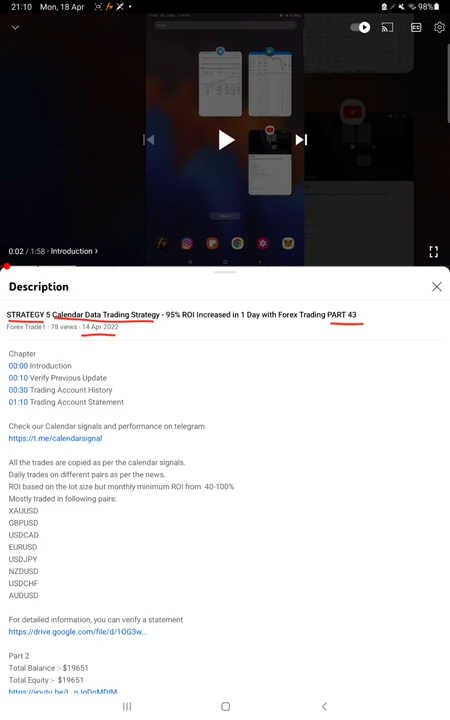 21:10 Mon, 18 Apr
98%
CC
0:02 / 1:58 • Introduction >
Description
STRATEGY 5 Calendar Data Trading Strategy - 95% ROI Increased in 1 Day with Forex Trading PART 43
Forex Trade1 · 78 views · 14 Apr 2022
Chapter
00:00 Introduction
00:10 Verify Previous Update
00:30 Trading Account History
01:10 Trading Account Statement
Check our Calendar signals and performance on telegram
https://t.me/calendarsignal
All the trades are copied as per the calendar signals.
Daily trades on different pairs as per the news.
ROI based on the lot size but monthly minimum ROI from 40-100%
Mostly traded in following pairs:
XAUUSD
GBPUSD
USDCAD
EURUSD
USDJPY
NZDUSD
USDCHF
AUDUSD
For detailed information, you can verify a statement
https://drive.google.com/file/d/1OG3w...
Part 2
Total Balance :- $19651
Total Equity :- $19651